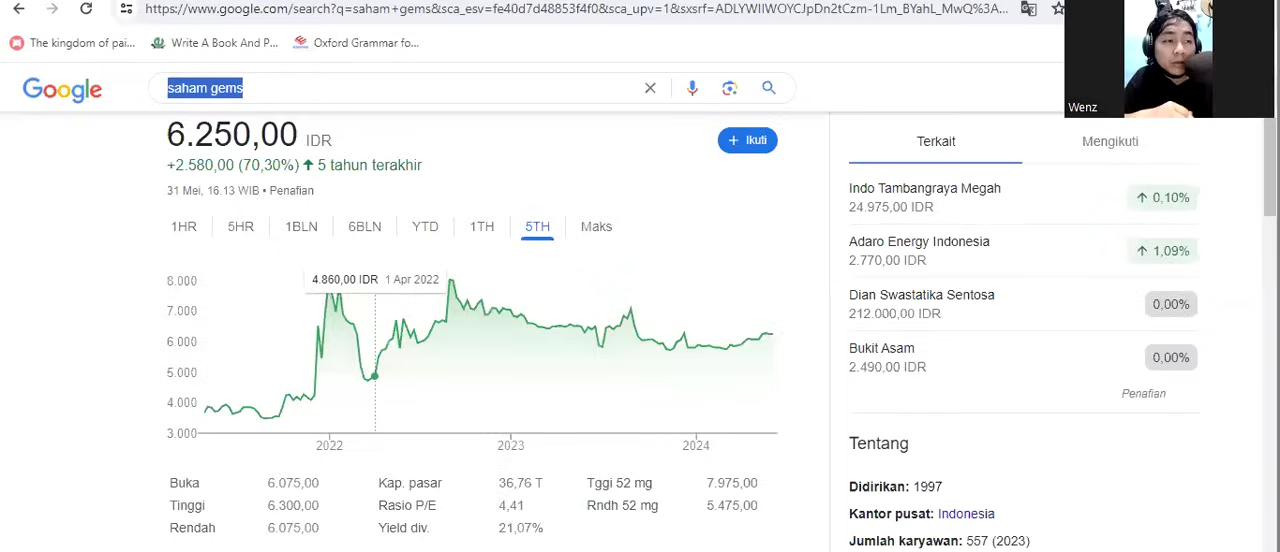 https://www.google.com/search?q=saham+gems&sca_esv=fe40d7d48853f4f0&sca_upv=1&sxsrf=ADLYWIIWOYCJpDn2tCzm-1Lm_BYahL_MwQ%3A...
The kingdom of pai...
Write A Book And P...
Oxford Grammar fo...
Google
saham gems
Wenz
6.250,00 IDR
+ Ikuti
+2.580,00 (70,30%) ↑ 5 tahun terakhir
31 Mei, 16.13 WIB • Penafian
1HR 5HR 1BLN 6BLN YTD 1TH 5TH Maks
4.860,00 IDR 1 Apr 2022
8.000
7.000
6.000
5.000
4.000
3.000
2022 2023 2024
Buka 6.075,00 Kap. pasar 36,76 T Tggi 52 mg 7.975,00
Tinggi 6.300,00 Rasio P/E 4,41 Rndh 52 mg 5.475,00
Rendah 6.075,00 Yield div. 21,07%
Terkait Mengikuti
Indo Tambangraya Megah
24.975,00 IDR
↑ 0,10%
Adaro Energy Indonesia
2.770,00 IDR
↑ 1,09%
Dian Swastatika Sentosa
212.000,00 IDR
0,00%
Bukit Asam
2.490,00 IDR
0,00%
Penafian
Tentang
Didirikan: 1997
Kantor pusat: Indonesia
Jumlah karyawan: 557 (2023)